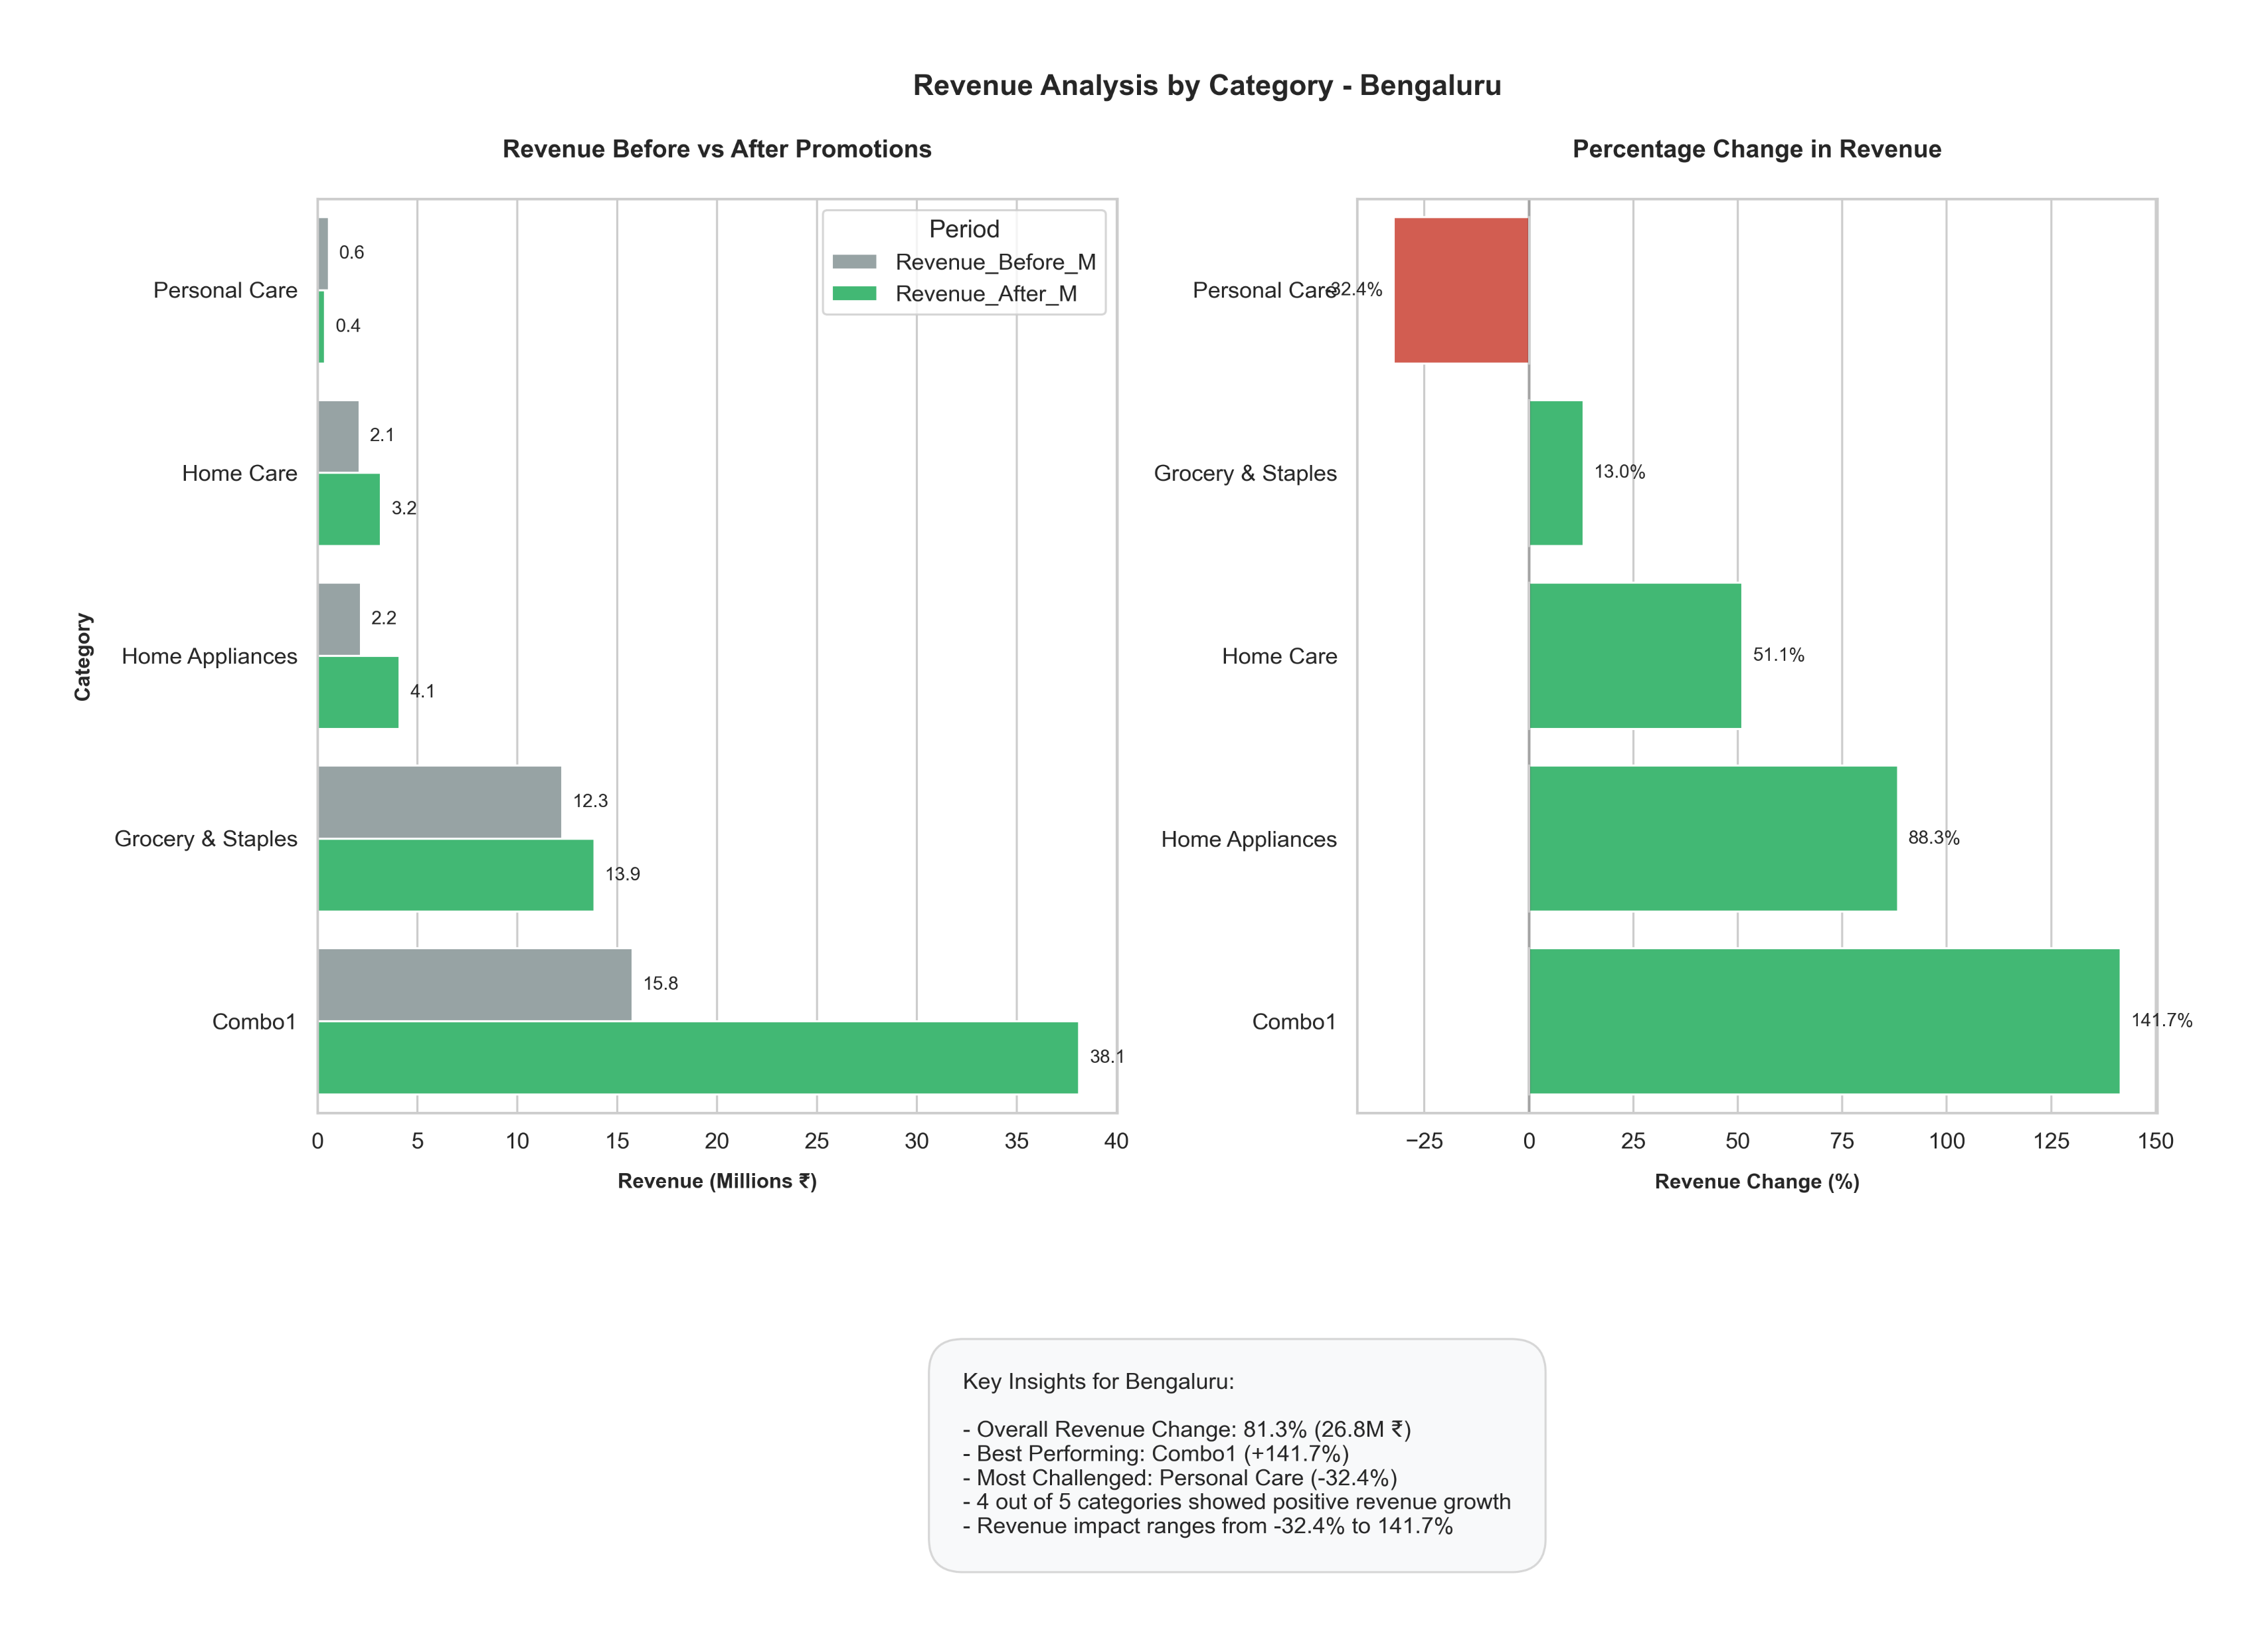 Revenue Analysis by Category - Bengaluru
Revenue Before vs After Promotions
Period
Revenue_Before_M
Revenue_After_M
Category
Personal Care
0.6
0.4
Home Care
2.1
3.2
Home Appliances
2.2
4.1
Grocery & Staples
12.3
13.9
Combo1
15.8
38.1
0 5 10 15 20 25 30 35 40
Revenue (Millions ₹)
Percentage Change in Revenue
Personal Care
-32.4%
Grocery & Staples
13.0%
Home Care
51.1%
Home Appliances
88.3%
Combo1
141.7%
−25 0 25 50 75 100 125 150
Revenue Change (%)
Key Insights for Bengaluru:
- Overall Revenue Change: 81.3% (26.8M ₹)
- Best Performing: Combo1 (+141.7%)
- Most Challenged: Personal Care (-32.4%)
- 4 out of 5 categories showed positive revenue growth
- Revenue impact ranges from -32.4% to 141.7%